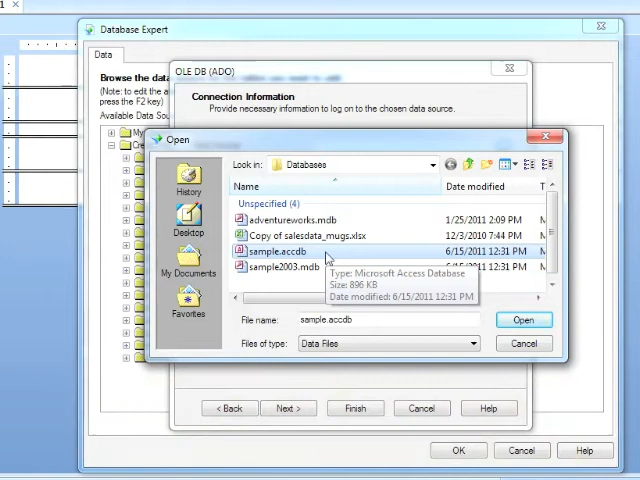 1
Database Expert
Data
Browse the data
(Note: to edit the a
press the F2 key)
Available Data Sou
My
Cre
OLE DB (ADO)
Connection Information
Provide necessary information to log on to the chosen data source.
Open
Look in: Databases
History
Desktop
My Documents
Favorites
Name Date modified T
Unspecified (4)
adventureworks.mdb 1/25/2011 2:09 PM M
Copy of salesdata_mugs.xlsx 12/3/2010 7:44 PM M
sample.accdb 6/15/2011 12:31 PM M
sample2003.mdb 6/15/2011 12:31 PM M
Type: Microsoft Access Database
Size: 896 KB
Date modified: 6/15/2011 12:31 PM
File name: sample.accdb Open
Files of type: Data Files Cancel
< Back Next > Finish Cancel Help
OK Cancel Help